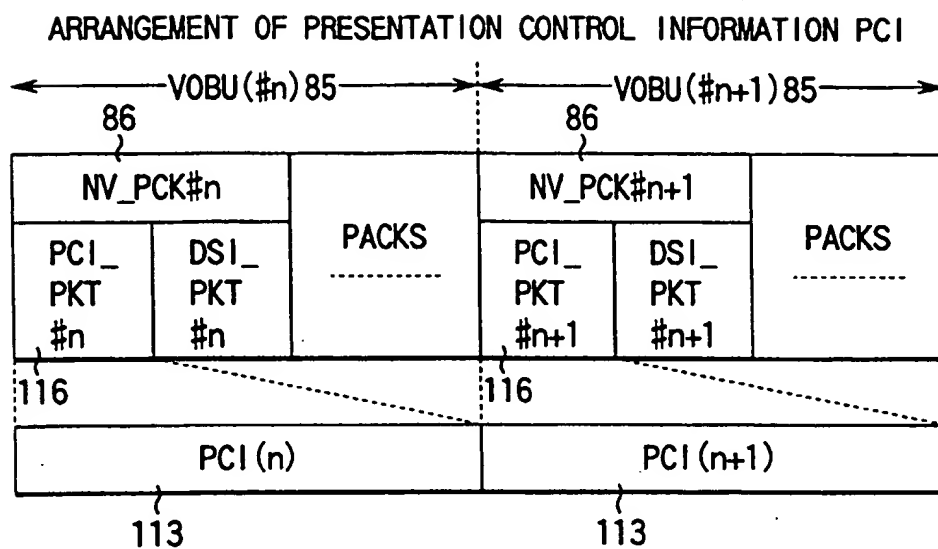 ARRANGEMENT OF PRESENTATION CONTROL INFORMATION PCI
VOBU(#n)85
VOBU(#n+1)85
86
86
NV_PCK#n
PACKS
NV_PCK#n+1
PACKS
PCI_
PKT
#n
DSI_
PKT
#n
PCI_
PKT
#n+1
DSI_
PKT
#n+1
116
116
PCI(n)
PCI(n+1)
113
113